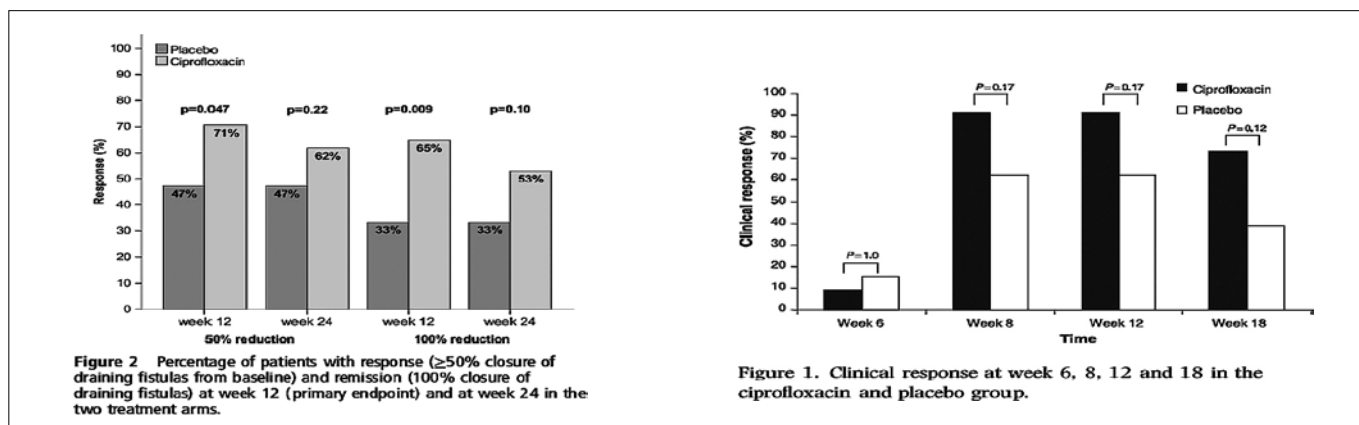 100
90
80
70
60
50
40
30
20
10
0
Response (%)
Placebo
Ciprofloxacin
p=0.047
p=0.22
p=0.009
p=0.10
47%
71%
47%
62%
33%
65%
33%
53%
week 12
week 24
week 12
week 24
50% reduction
100% reduction
Figure 2 Percentage of patients with response (≥50% closure of
draining fistulas from baseline) and remission (100% closure of
draining fistulas) at week 12 (primary endpoint) and at week 24 in the
two treatment arms.
100
90
80
70
60
50
40
30
20
10
0
Clinical response (%)
P=1.0
P=0.17
P=0.17
P=0.12
Ciprofloxacin
Placebo
Week 6
Week 8
Week 12
Week 18
Time
Figure 1. Clinical response at week 6, 8, 12 and 18 in the
ciprofloxacin and placebo group.